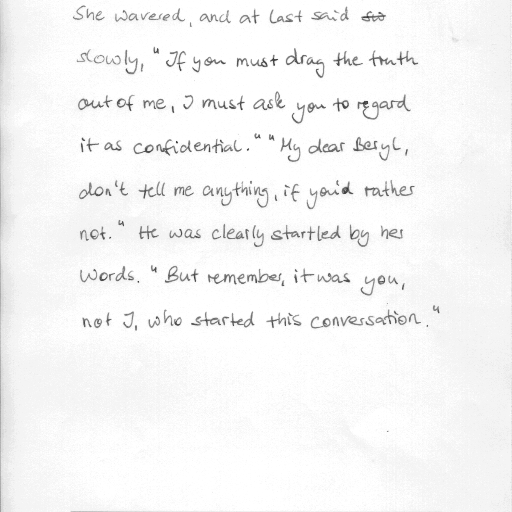 She wavered, and at last said
slowly, "If you must drag the truth
out of me, I must ask you to regard
it as confidential." "My dear Beryl,
don't tell me anything, if you'd rather
not." He was clearly startled by her
words. "But remember, it was you,
not I, who started this conversation."